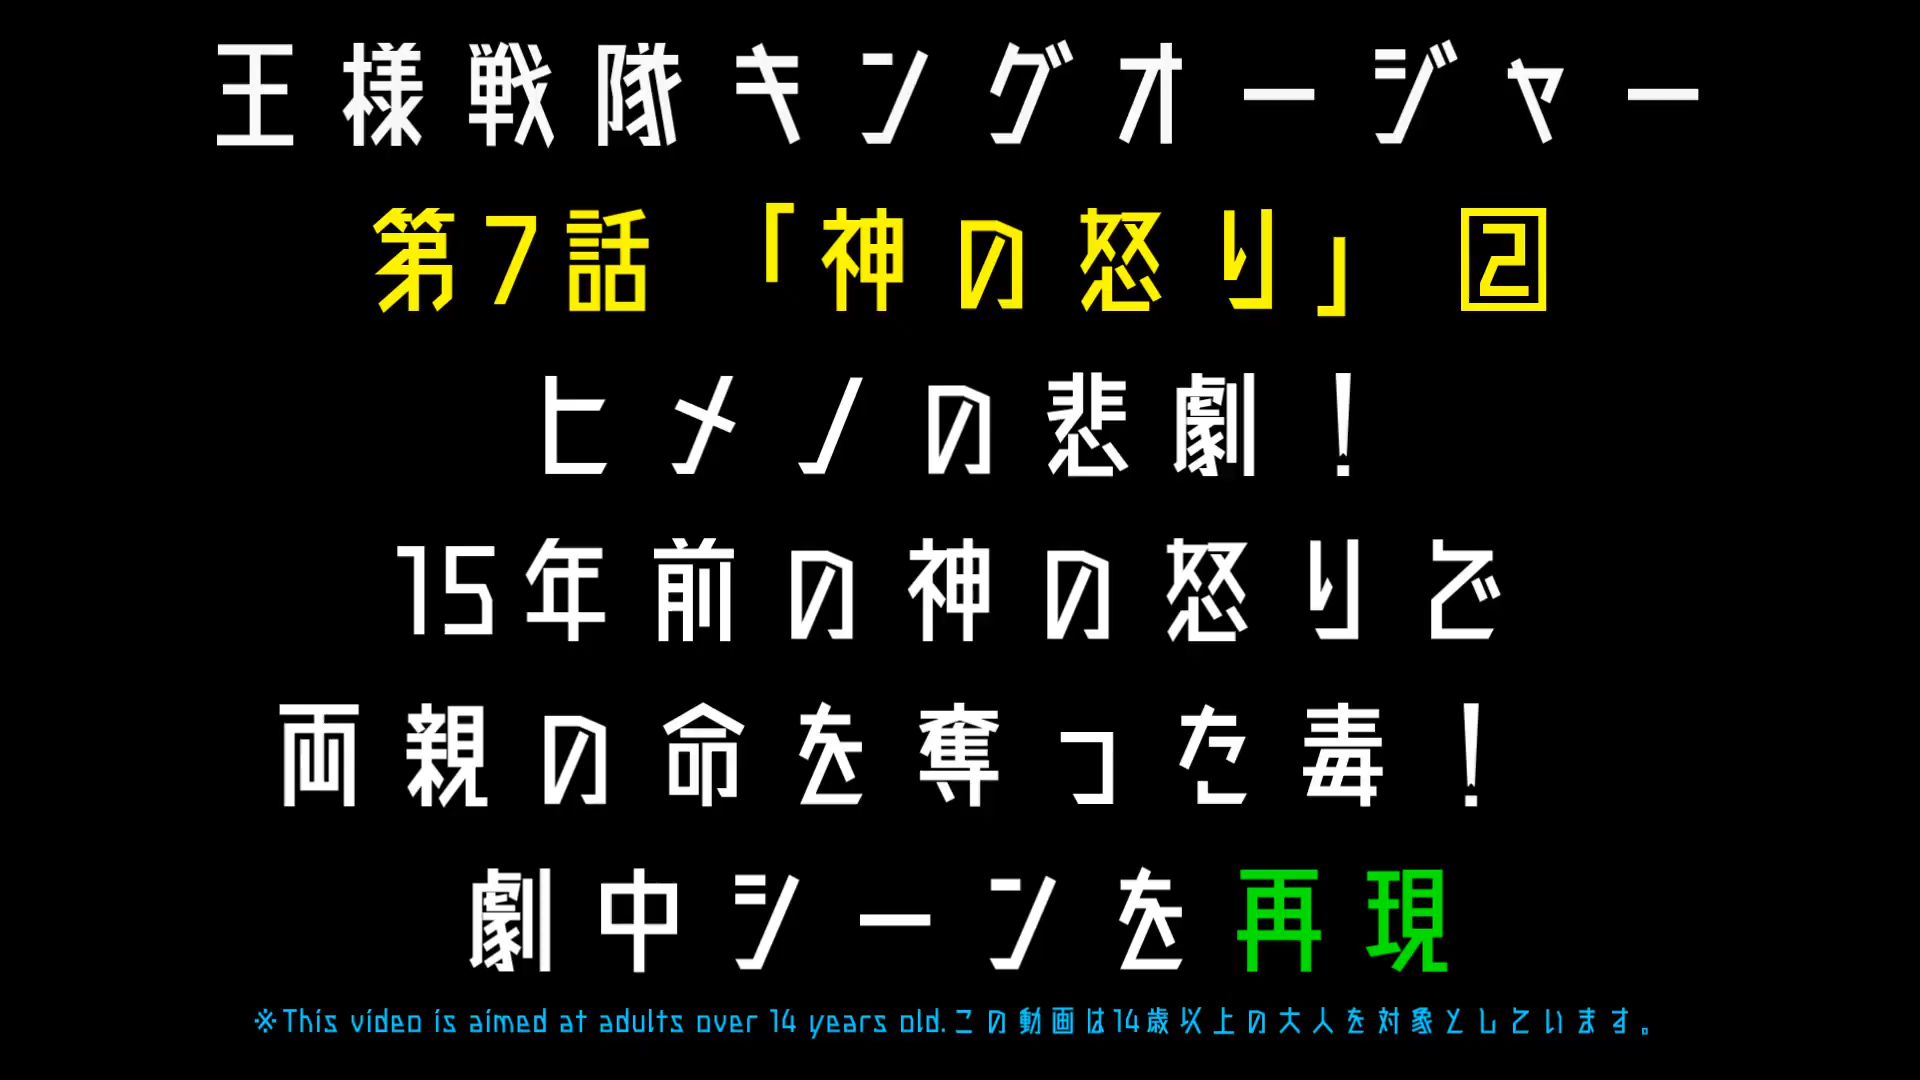 王様戦隊キングオージャー
第7話「神の怒り」②
ヒメノの悲劇！
15年前の神の怒りで
両親の命を奪った毒！
劇中シーンを再現
※This video is aimed at adults over 14 years old.この動画は14歳以上の大人を対象としています。